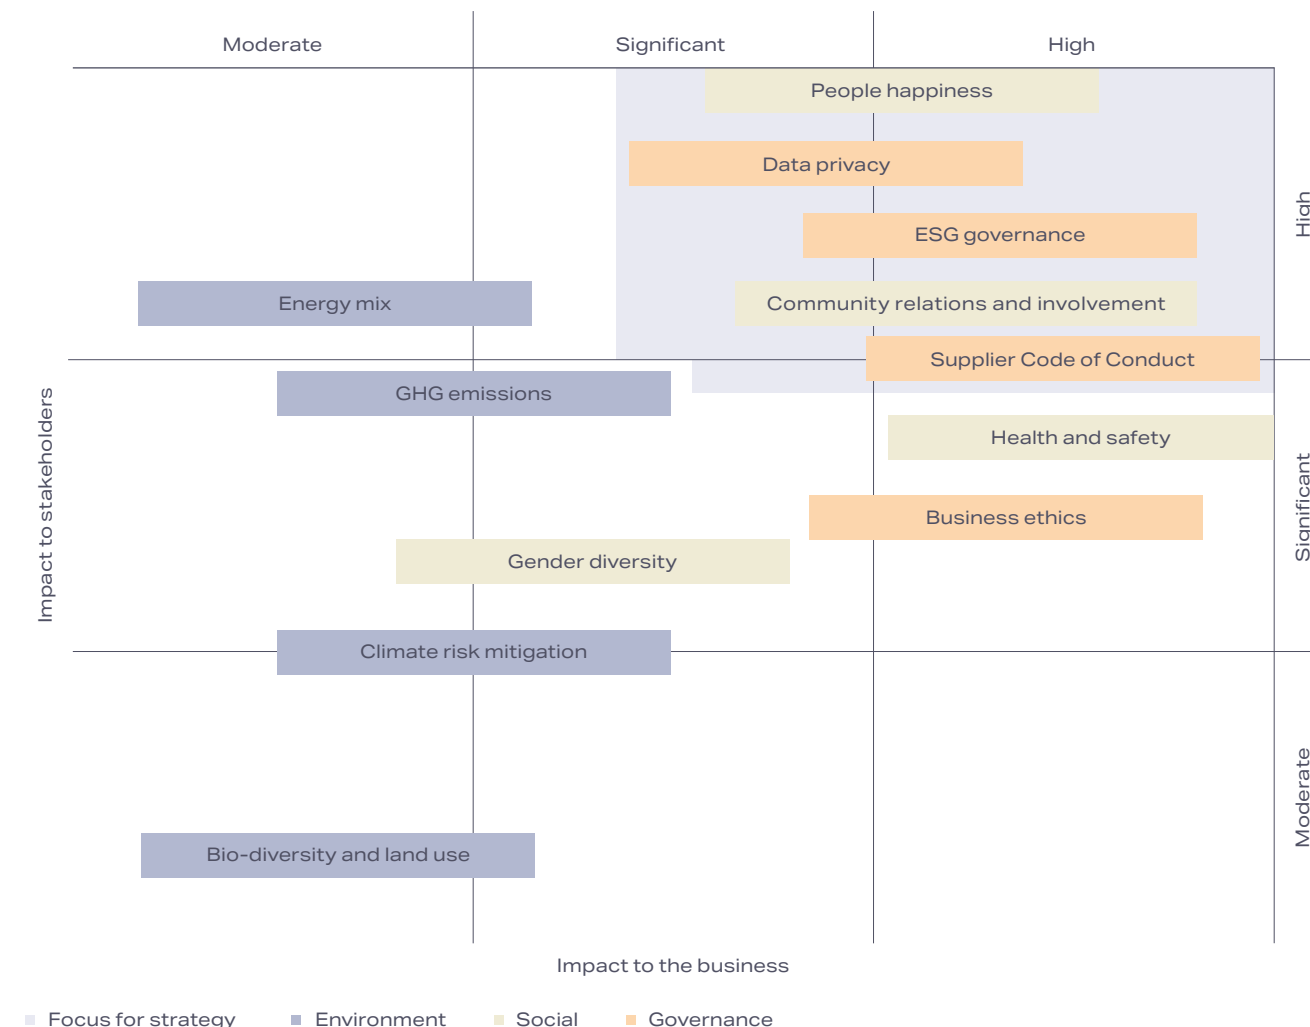 Moderate
Significant
High
People happiness
Data privacy
High
ESG governance
Energy mix
Community relations and involvement
Supplier Code of Conduct
GHG emissions
Impact to stakeholders
Health and safety
Significant
Business ethics
Gender diversity
Climate risk mitigation
Moderate
Bio-diversity and land use
Impact to the business
Focus for strategy
Environment
Social
Governance